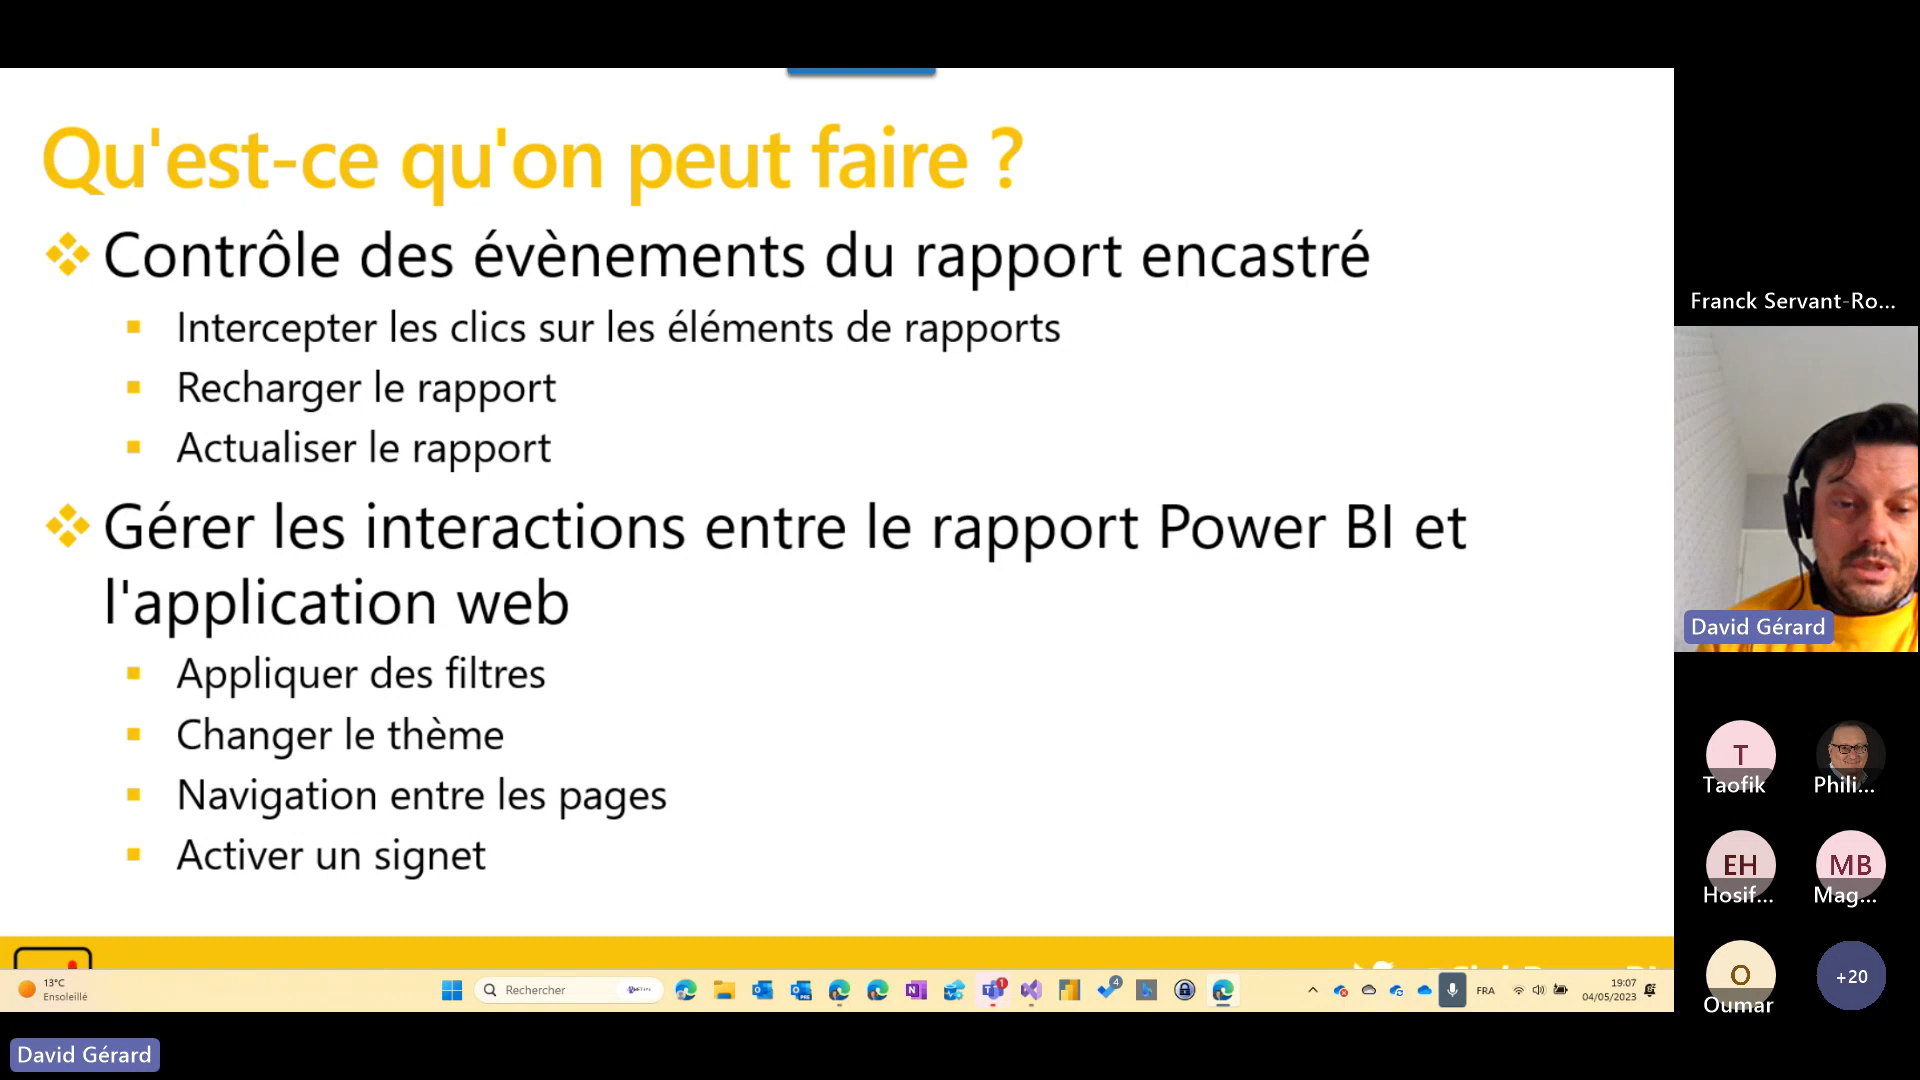 Qu'est-ce qu'on peut faire ?
Contrôle des évènements du rapport encastré
Intercepter les clics sur les éléments de rapports
Recharger le rapport
Actualiser le rapport
Gérer les interactions entre le rapport Power BI et
l'application web
Appliquer des filtres
Changer le thème
Navigation entre les pages
Activer un signet
13°C
Ensoleillé
Rechercher
1
4
FRA
19:07
04/05/2023
David Gérard
Franck Servant-Ro...
David Gérard
T
Taofik
Phili...
EH
Hosif...
MB
Mag...
O
Oumar
+20